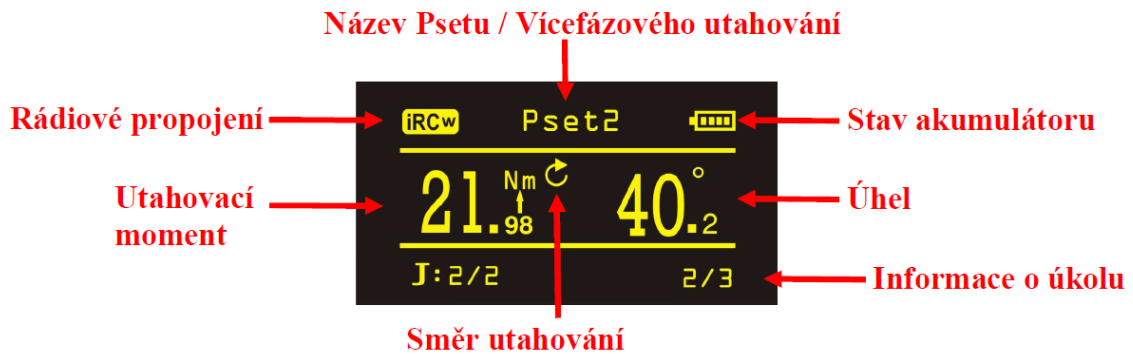 Název Psetu / Vícefázového utahování
Rádiové propojení
iRCW
Pset2
Stav akumulátoru
Utahovací
moment
21.98 Nm
40.2°
Úhel
J:2/2
2/3
Informace o úkolu
Směr utahování